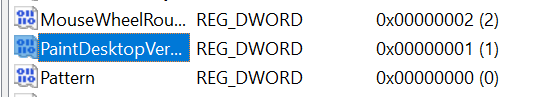 MouseWheelRou... REG_DWORD 0x00000002 (2)
PaintDesktopVer... REG_DWORD 0x00000001 (1)
Pattern REG_DWORD 0x00000000 (0)